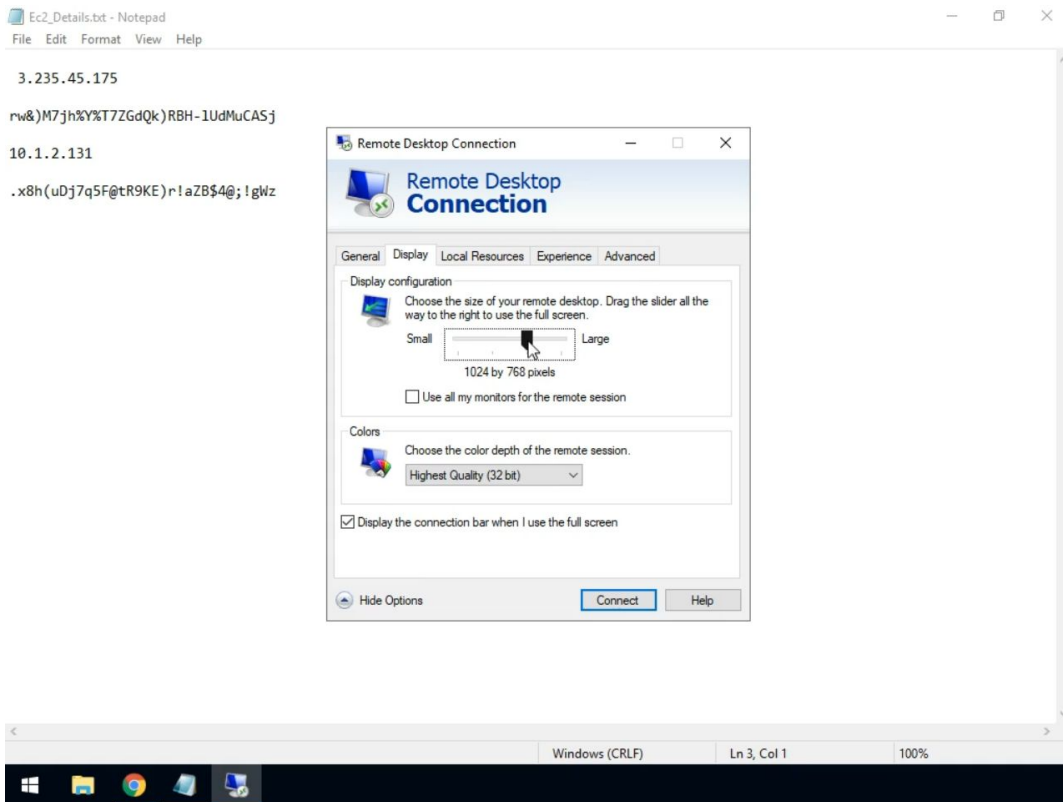 Ec2_Details.txt - Notepad
File Edit Format View Help
3.235.45.175
rw&)M7jh%Y%T7ZGdQk)RBH-lUdMuCASj
10.1.2.131
.x8h(uDj7q5F@tR9KE)r!aZB$4@;!gWz
Remote Desktop Connection
Remote Desktop
Connection
General Display Local Resources Experience Advanced
Display configuration
Choose the size of your remote desktop. Drag the slider all the
way to the right to use the full screen.
Small Large
1024 by 768 pixels
Use all my monitors for the remote session
Colors
Choose the color depth of the remote session.
Highest Quality (32 bit)
Display the connection bar when I use the full screen
Hide Options Connect Help
Windows (CRLF) Ln 3, Col 1 100%